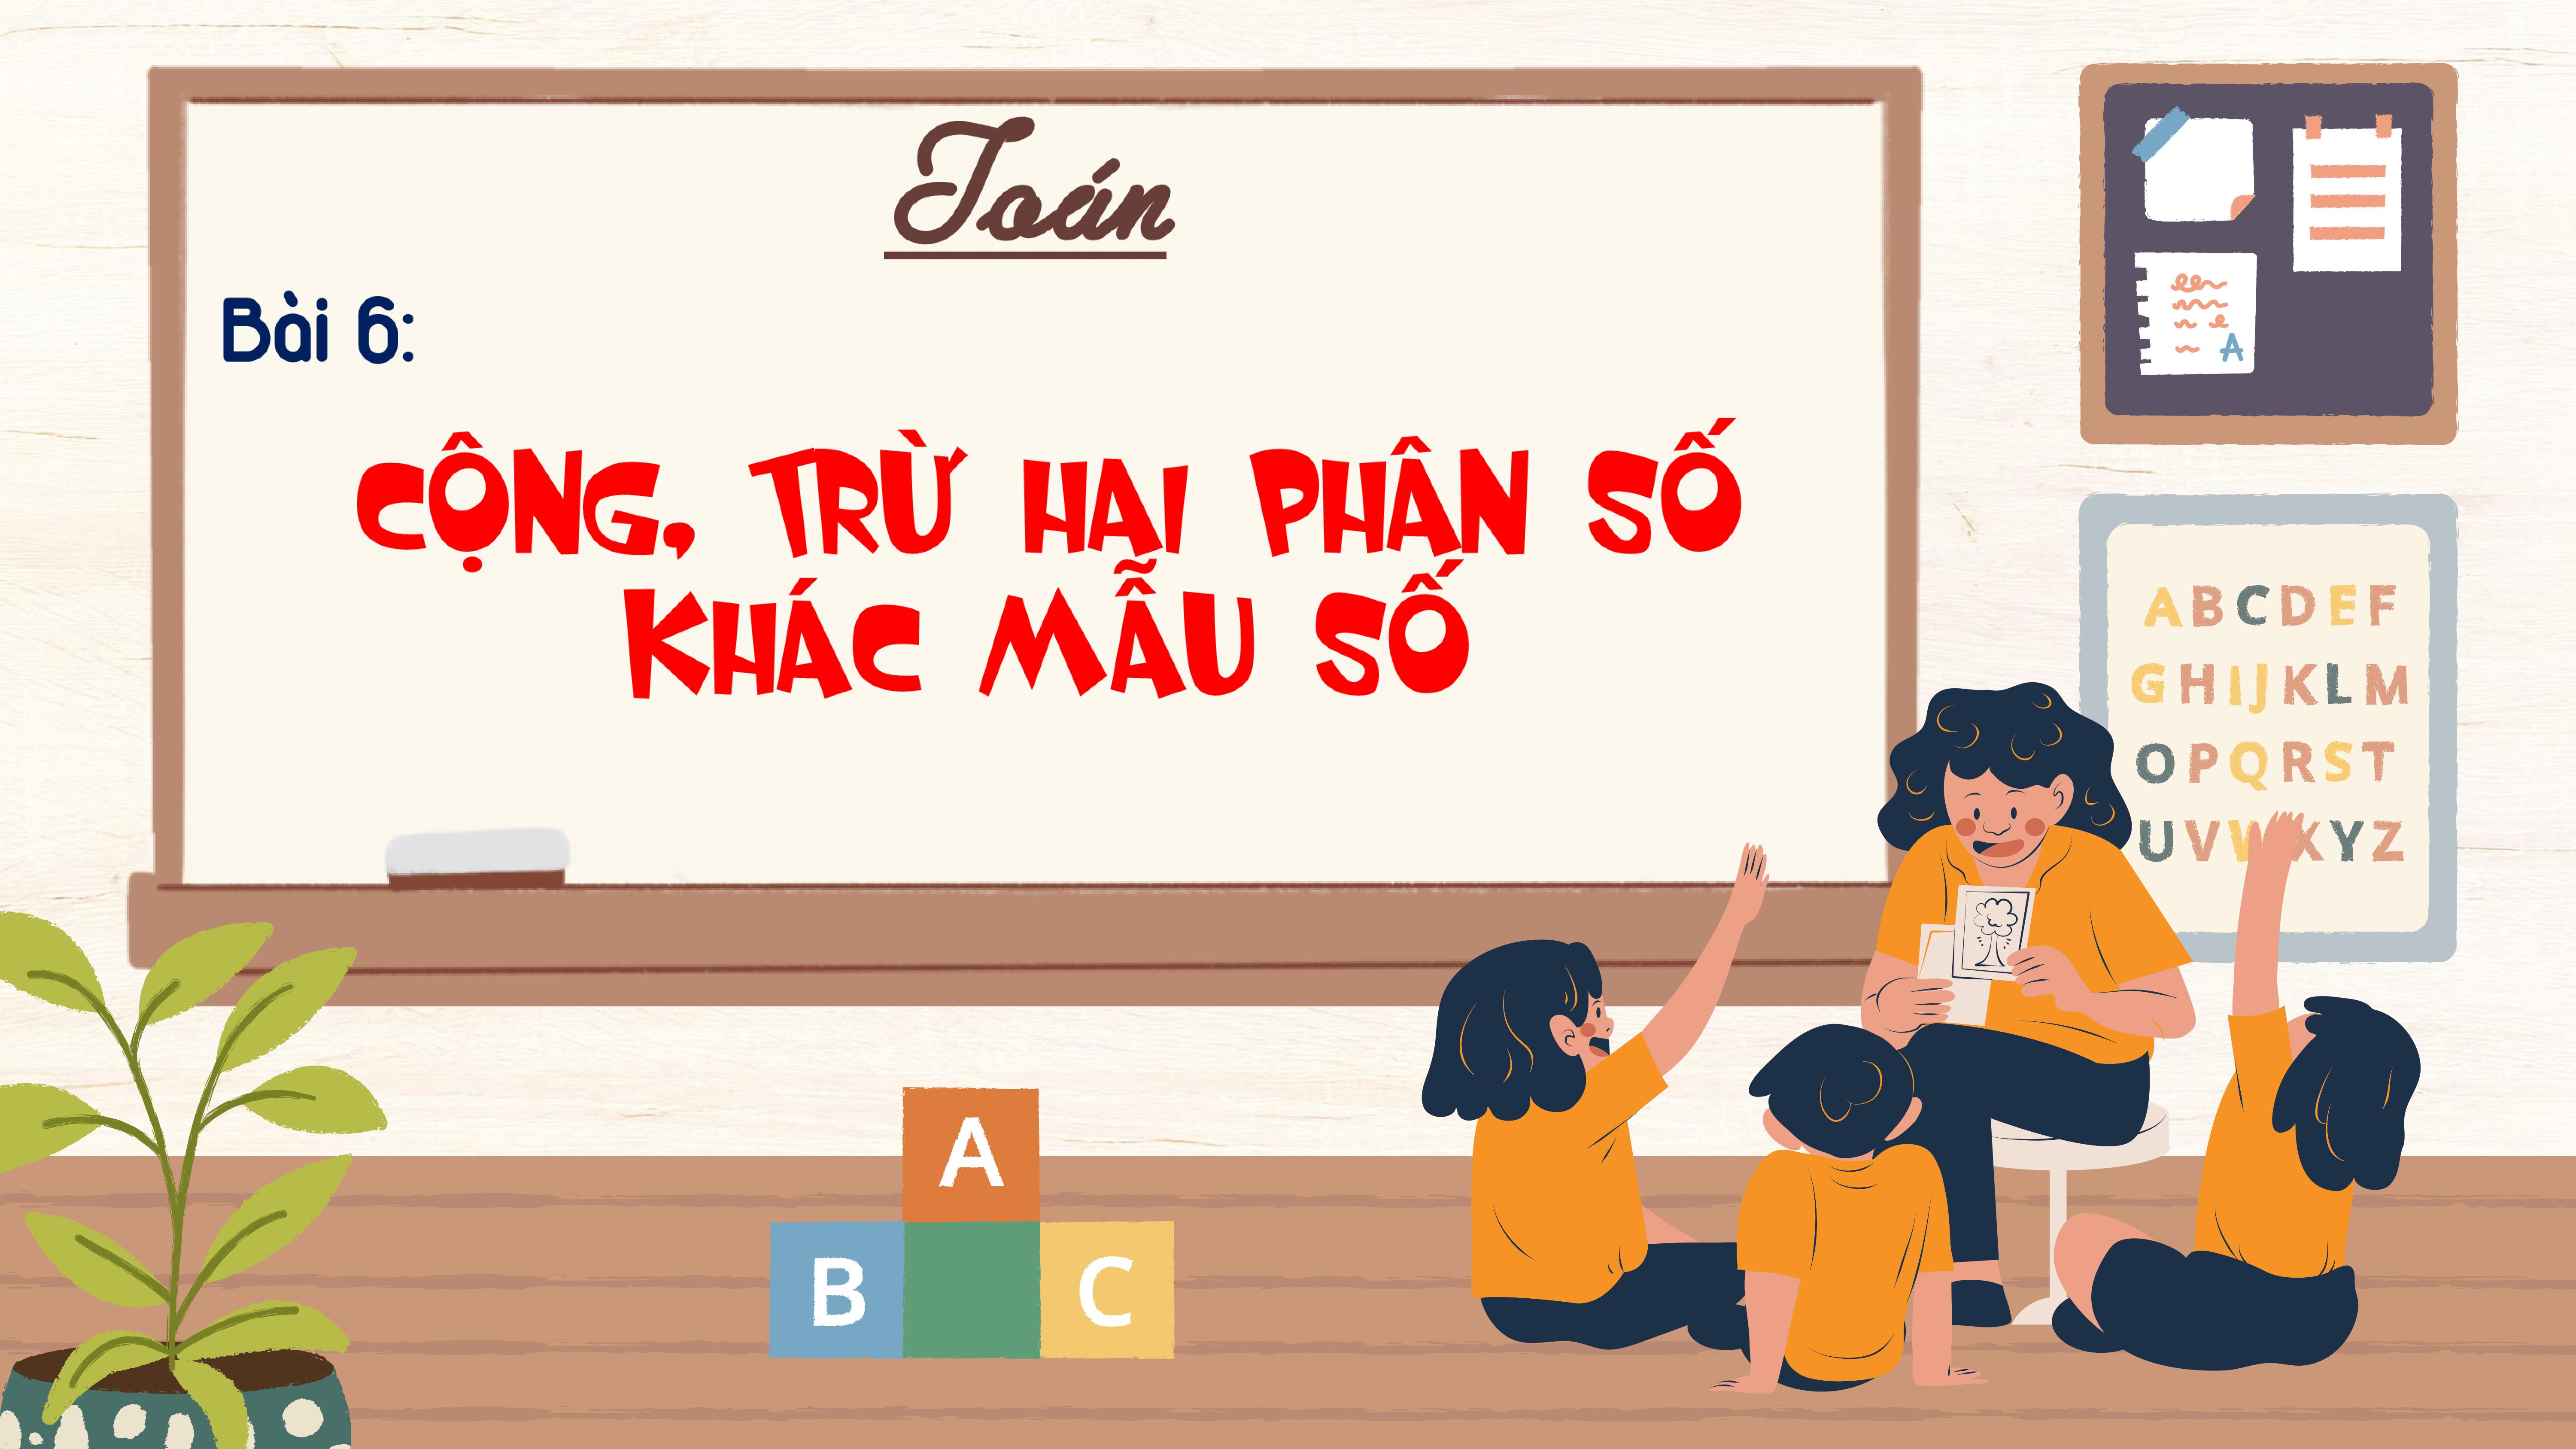 Toán
Bài 6:
CỘNG, TRỪ HAI PHÂN SỐ
KHÁC MẪU SỐ
A
ABCDEF
GHIJKLM
OPQRST
UVWXYZ
A
B C